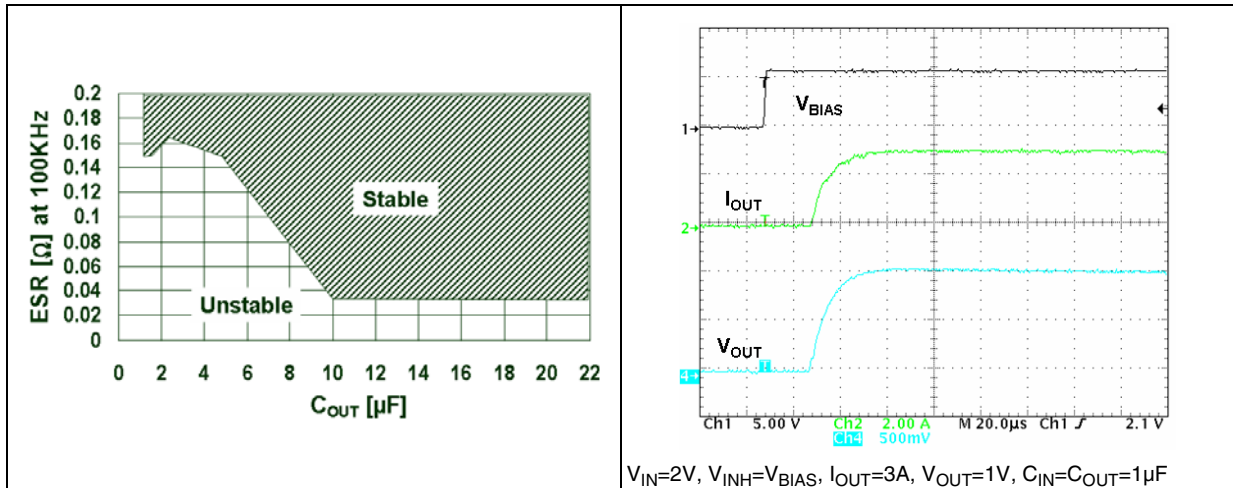 0.2
0.18
0.16
0.14
0.12
0.1
0.08
0.06
0.04
0.02
0
ESR [Ω] at 100KHz
Stable
Unstable
0 2 4 6 8 10 12 14 16 18 20 22
COUT [µF]
T
VBIAS
1
IOUT
T
2
VOUT
4
Ch1 5.00 V Ch2 2.00 A M 20.0µs Ch1 ∫ 2.1 V
Ch4 500mV
VIN=2V, VINH=VBIAS, IOUT=3A, VOUT=1V, CIN=COUT=1µF